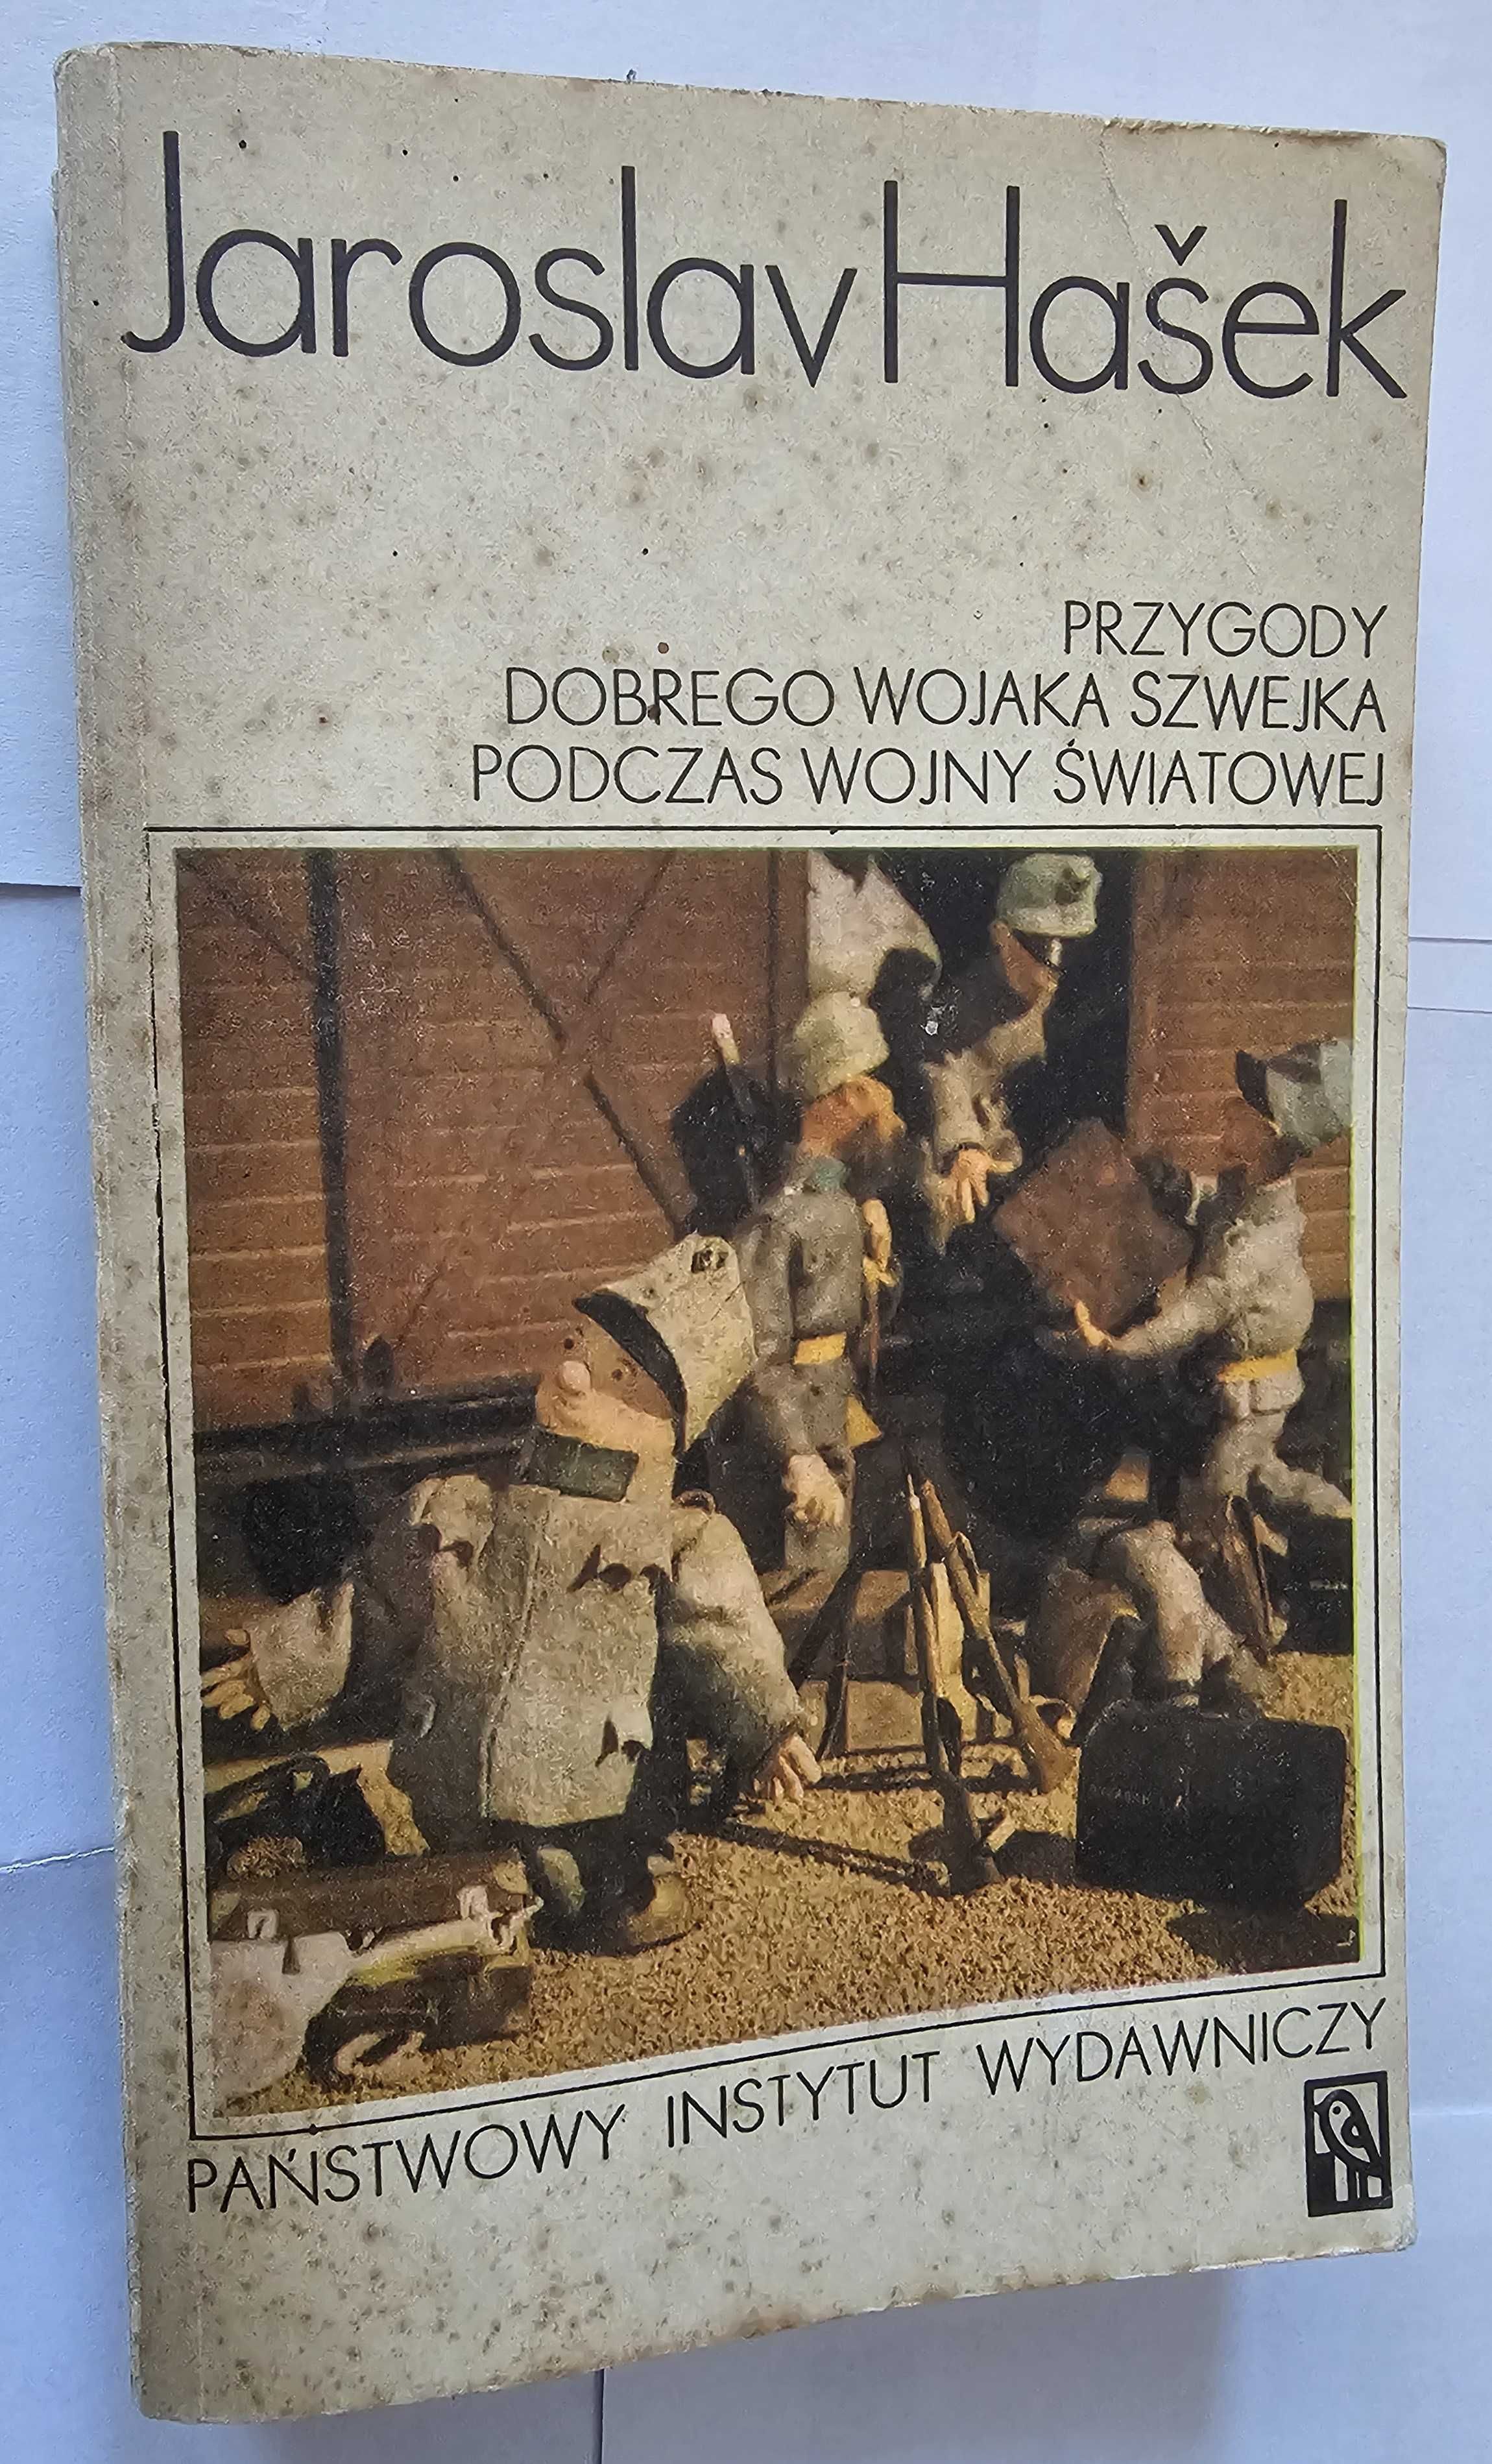 Jaroslav Hašek
PRZYGODY
DOBREGO WOJAKA SZWEJKA
PODCZAS WOJNY ŚWIATOWEJ
PAŃSTWOWY INSTYTUT WYDAWNICZY